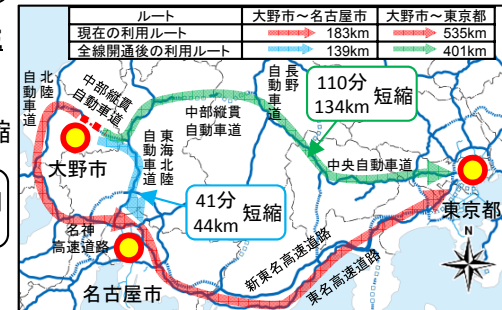 ルート 大野市～名古屋市 大野市～東京都
現在の利用ルート 183km 535km
全線開通後の利用ルート 139km 401km
北陸自動車道
中部縦貫自動車道
中部縦貫自動車道
長野自動車道
110分
134km 短縮
縮
大野市
東海北陸自動車道
中央自動車道
41分
44km 短縮
東京都
名神高速道路
新東名高速道路
東名高速道路
名古屋市
N